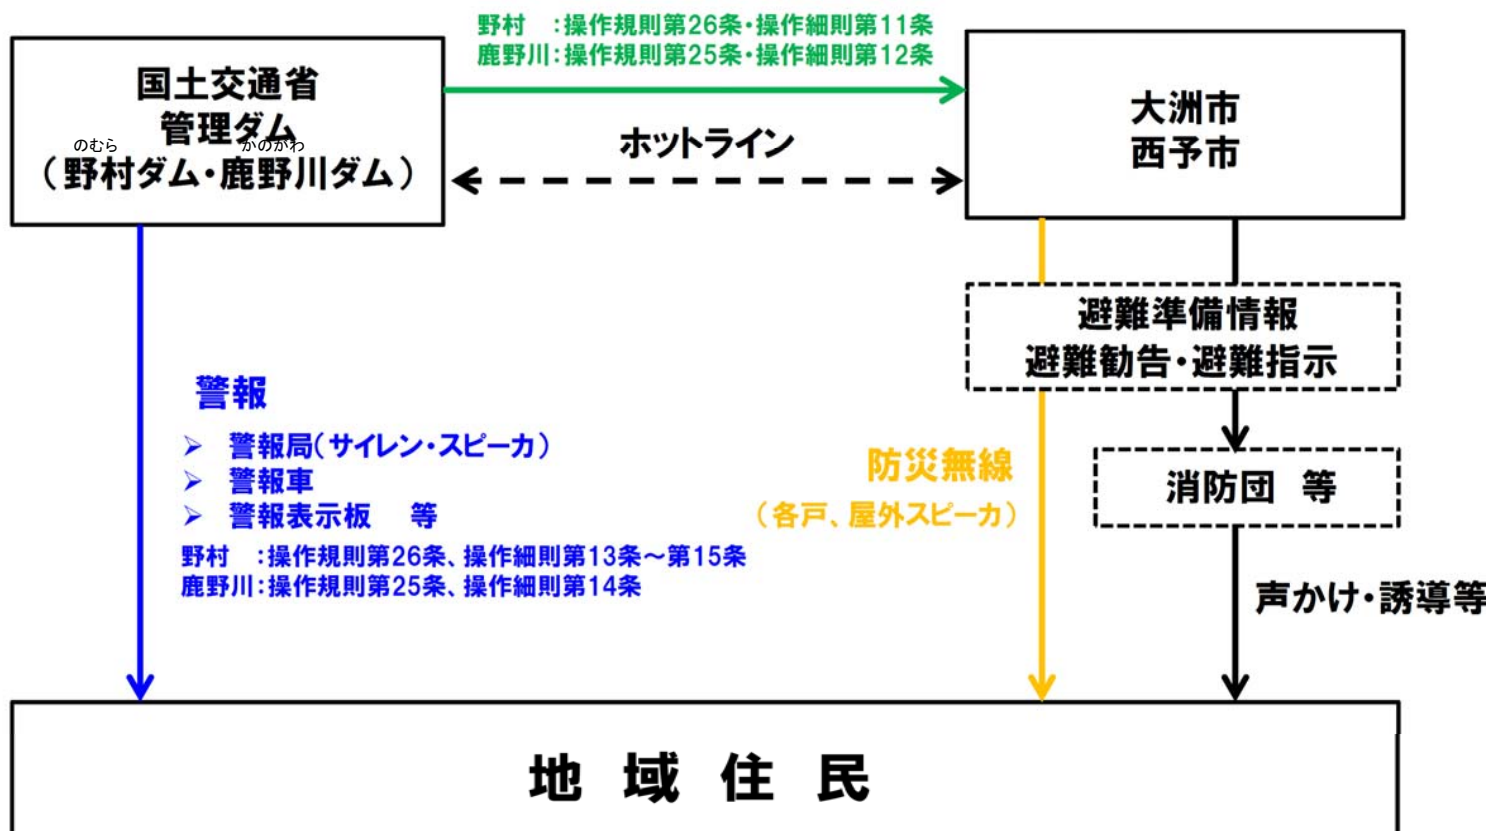 野村　：操作規則第26条・操作細則第11条
鹿野川：操作規則第25条・操作細則第12条
国土交通省
管理ダム
のむら　かのがわ
（野村ダム・鹿野川ダム）
ホットライン
大洲市
西予市
避難準備情報
避難勧告・避難指示
警報
➢ 警報局（サイレン・スピーカ）
➢ 警報車
➢ 警報表示板　等
野村　：操作規則第26条、操作細則第13条～第15条
鹿野川：操作規則第25条、操作細則第14条
防災無線
（各戸、屋外スピーカ）
消防団　等
声かけ・誘導等
地域住民